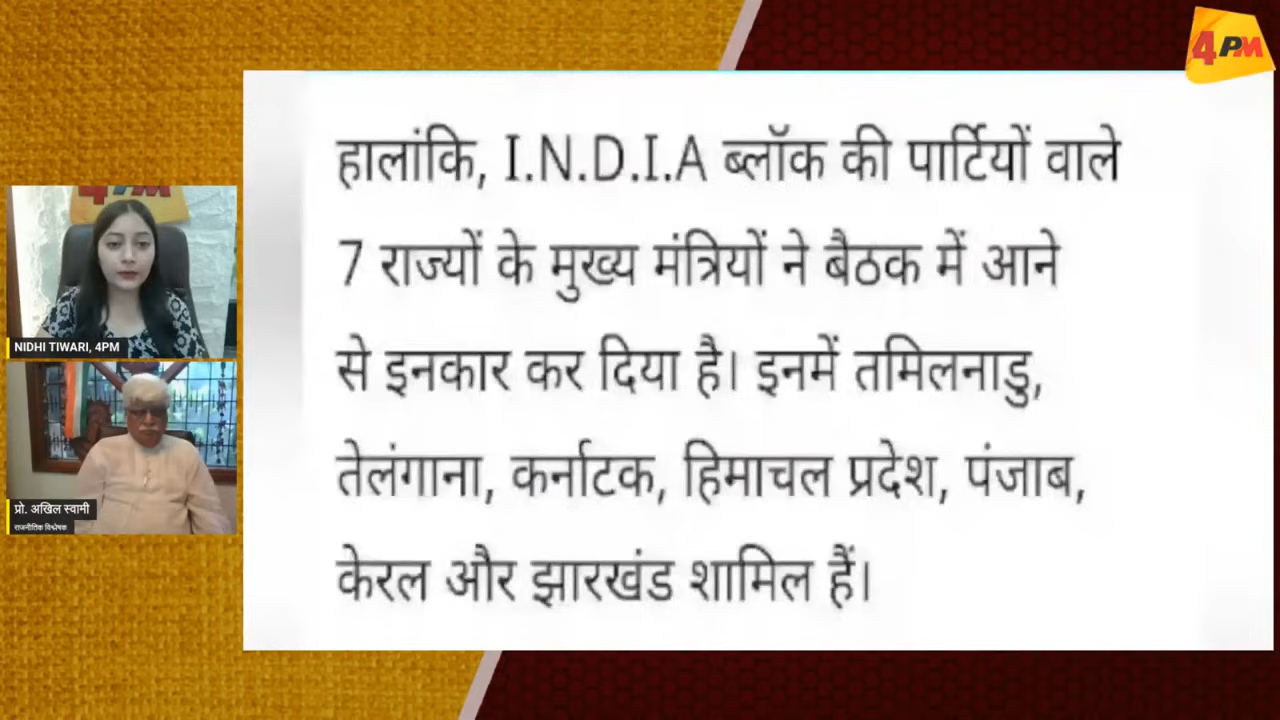 4PM
हालांकि, I.N.D.I.A ब्लॉक की पार्टियों वाले
7 राज्यों के मुख्य मंत्रियों ने बैठक में आने
से इनकार कर दिया है। इनमें तमिलनाडु,
तेलंगाना, कर्नाटक, हिमाचल प्रदेश, पंजाब,
केरल और झारखंड शामिल हैं।
4PM
NIDHI TIWARI, 4PM
प्रो. अखिल स्वामी
राजनीतिक विश्लेषक